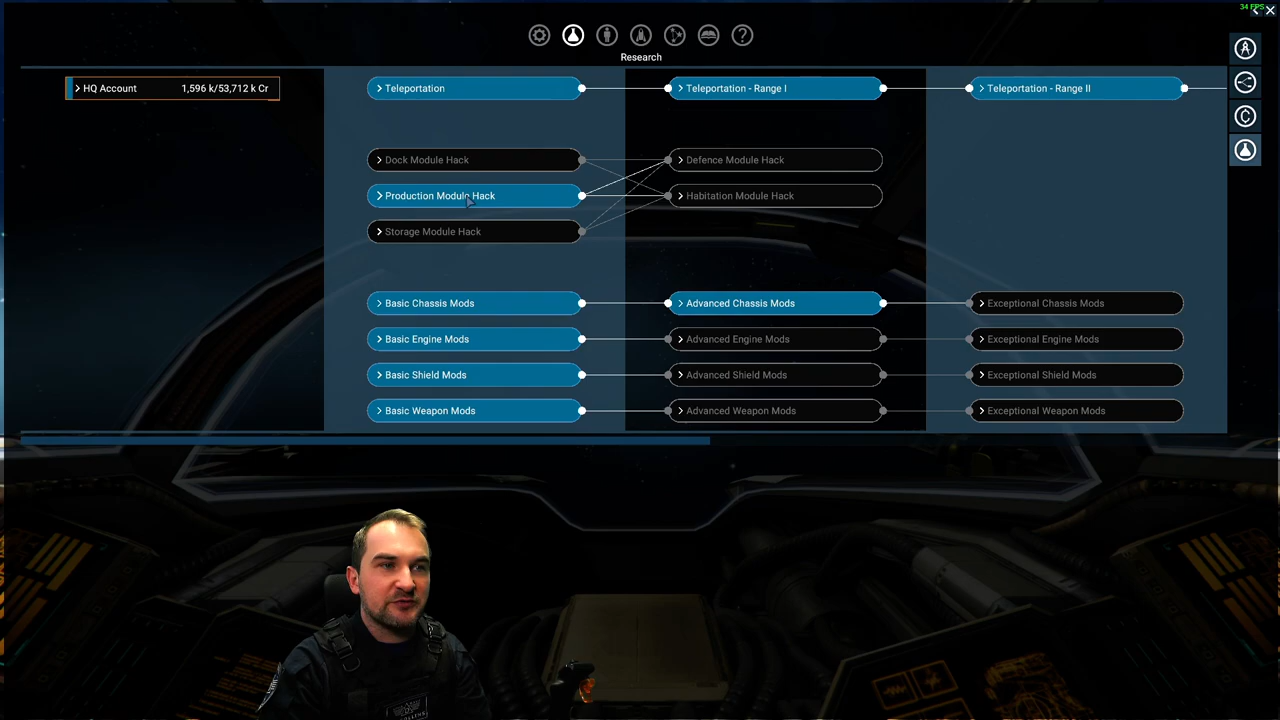 34 FPS
Research
HQ Account 1,596 k/53,712 k Cr
Teleportation
Teleportation - Range I
Teleportation - Range II
Dock Module Hack
Defence Module Hack
Production Module Hack
Habitation Module Hack
Storage Module Hack
Basic Chassis Mods
Advanced Chassis Mods
Exceptional Chassis Mods
Basic Engine Mods
Advanced Engine Mods
Exceptional Engine Mods
Basic Shield Mods
Advanced Shield Mods
Exceptional Shield Mods
Basic Weapon Mods
Advanced Weapon Mods
Exceptional Weapon Mods